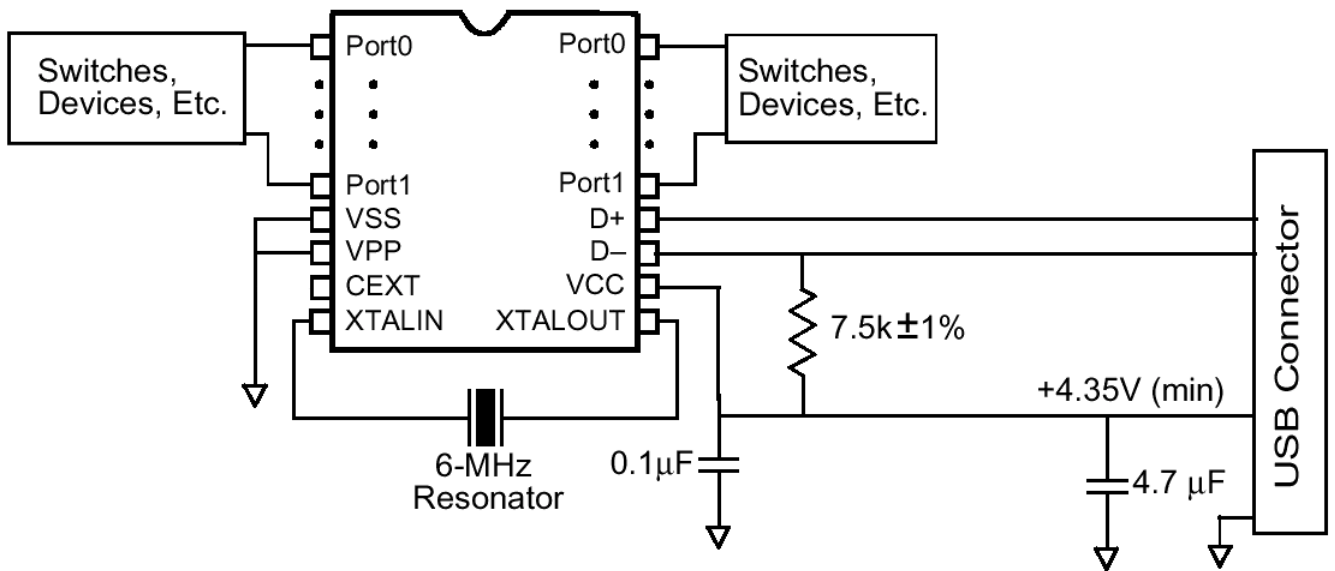 Switches,
Devices, Etc.
Port0
Port0
Switches,
Devices, Etc.
Port1
Port1
VSS
D+
VPP
D–
CEXT
VCC
XTALIN
XTALOUT
7.5k±1%
+4.35V (min)
6-MHz
Resonator
0.1μF
4.7 μF
USB Connector